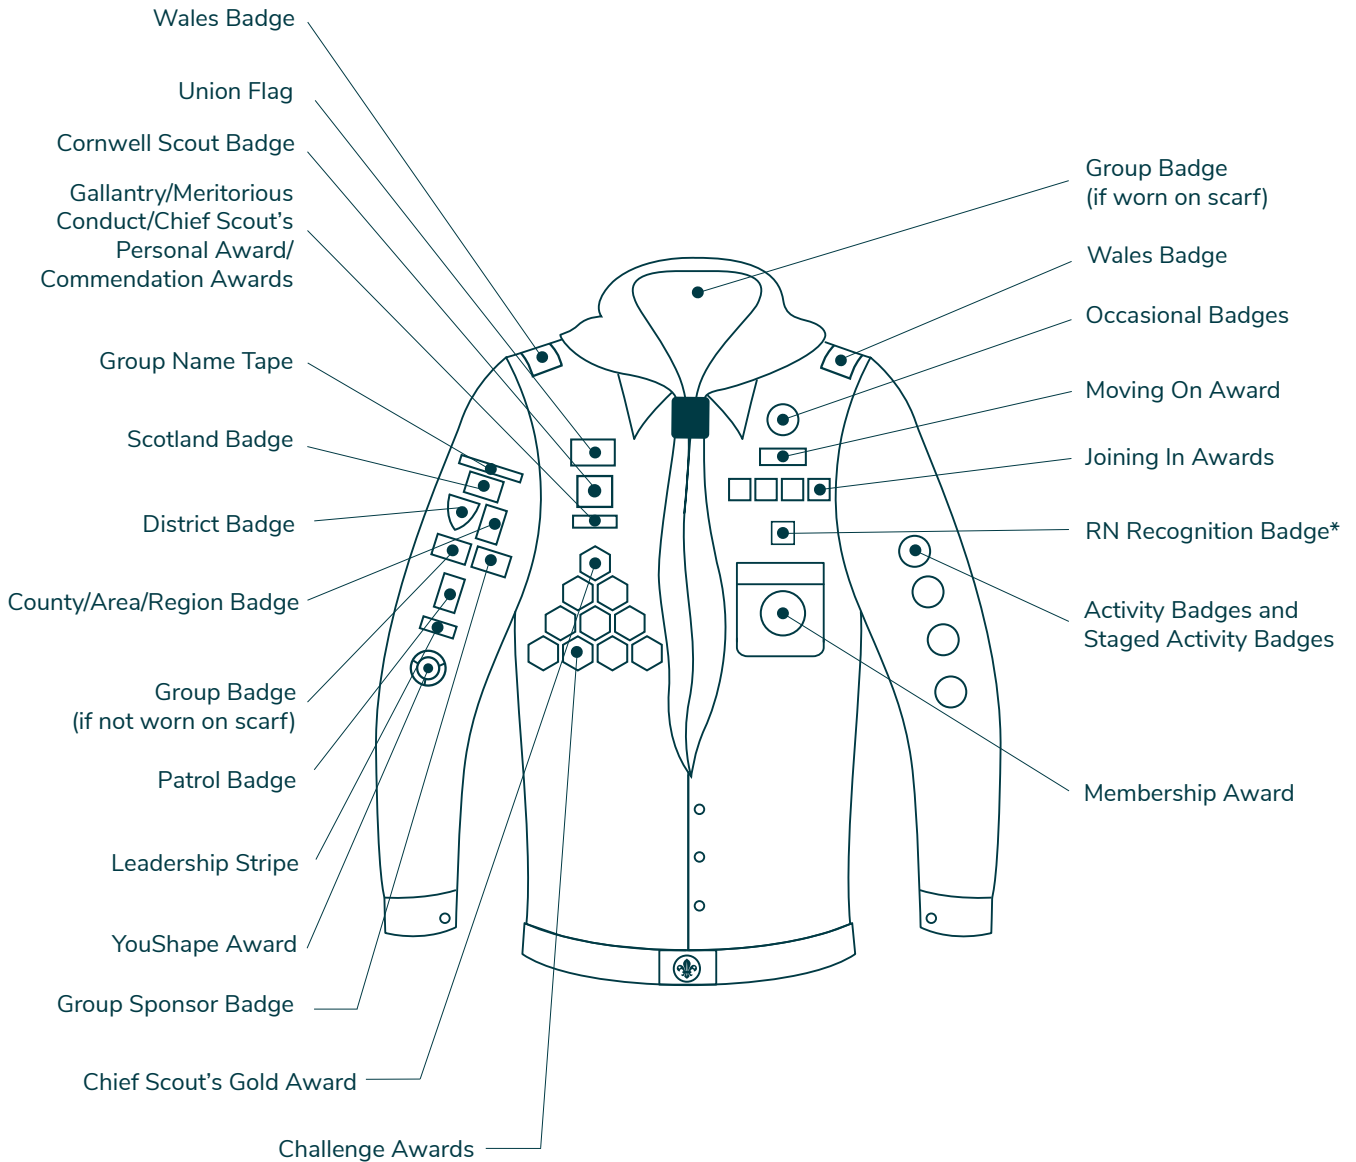 Wales Badge
Union Flag
Cornwell Scout Badge
Gallantry/Meritorious
Conduct/Chief Scout’s
Personal Award/
Commendation Awards
Group Name Tape
Scotland Badge
District Badge
County/Area/Region Badge
Group Badge
(if not worn on scarf)
Patrol Badge
Leadership Stripe
YouShape Award
Group Sponsor Badge
Chief Scout’s Gold Award
Challenge Awards
Group Badge
(if worn on scarf)
Wales Badge
Occasional Badges
Moving On Award
Joining In Awards
RN Recognition Badge*
Activity Badges and
Staged Activity Badges
Membership Award